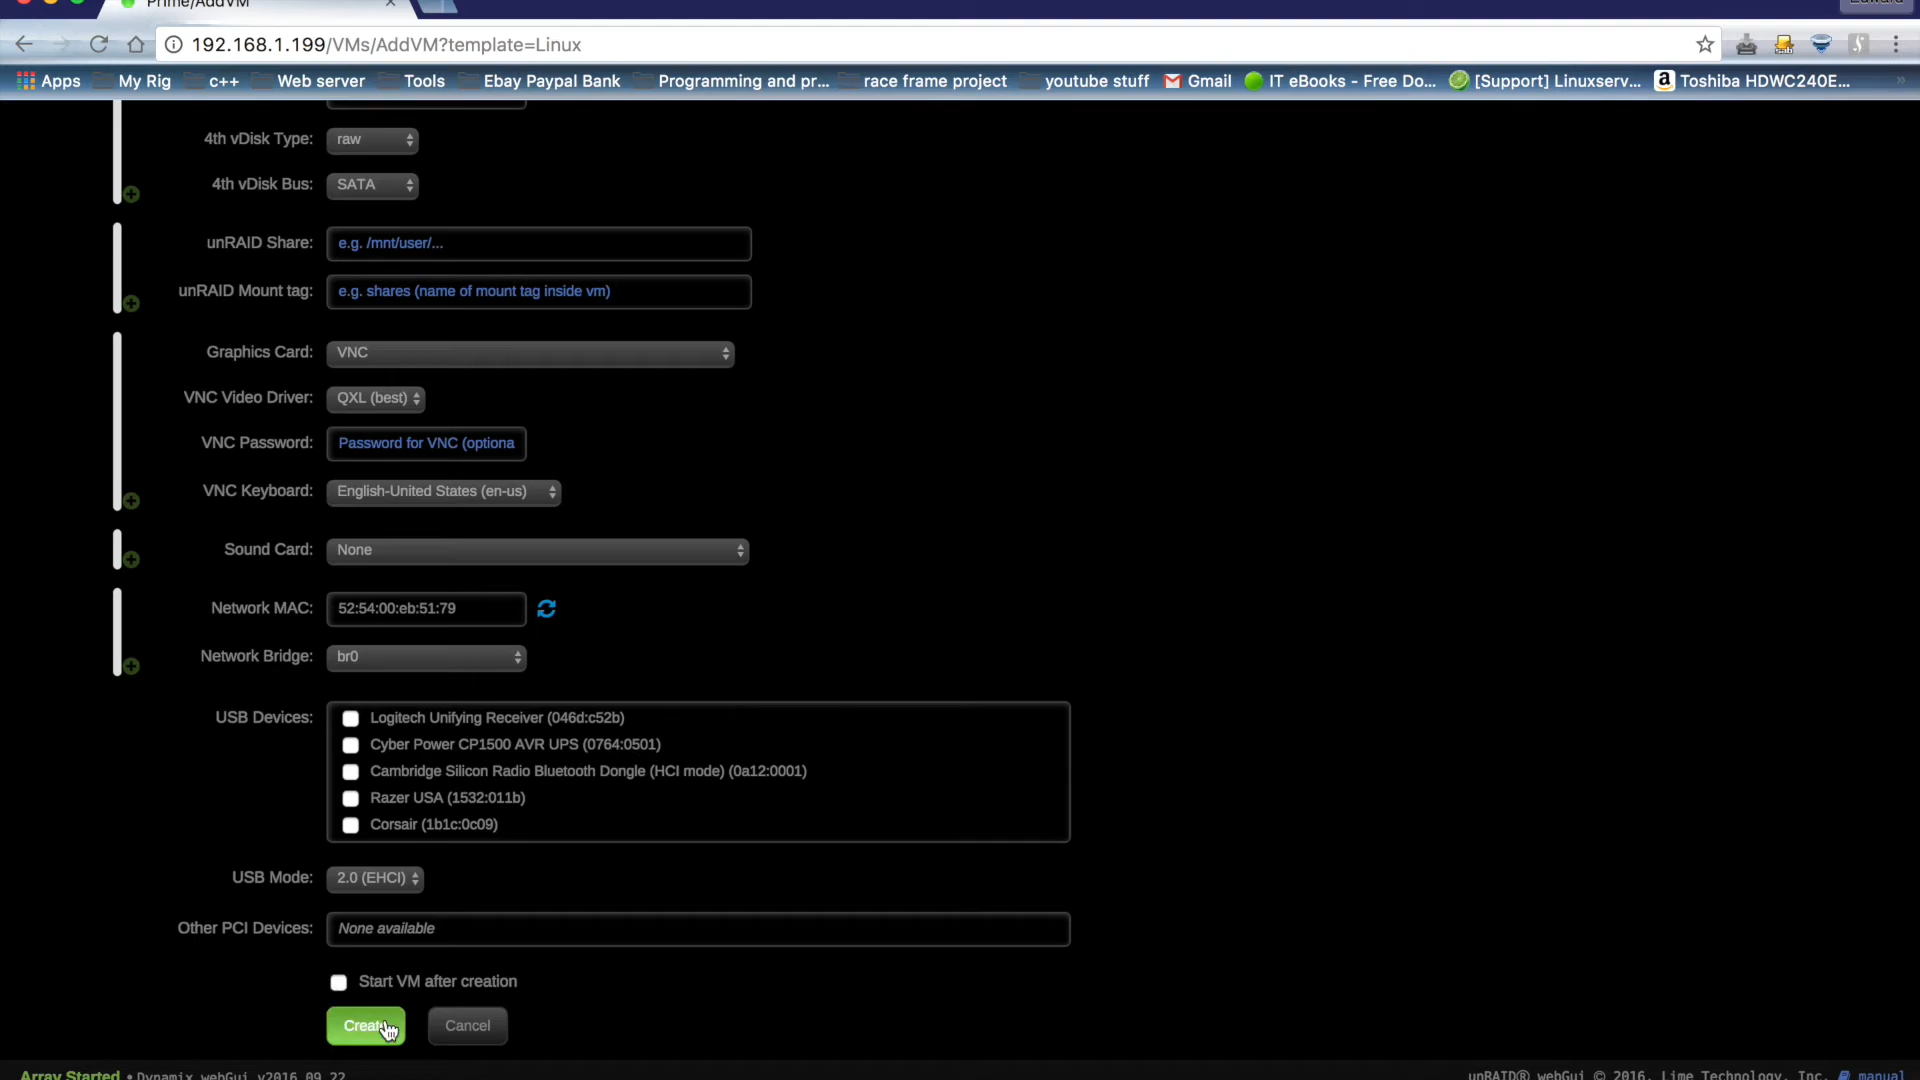 Prime/AddVM
Edward
192.168.1.199/VMs/AddVM?template=Linux
Apps My Rig c++ Web server Tools Ebay Paypal Bank Programming and pr... race frame project youtube stuff Gmail IT eBooks - Free Do... [Support] Linuxserv... Toshiba HDWC240E... »
4th vDisk Type: raw
4th vDisk Bus: SATA
unRAID Share: e.g. /mnt/user/...
unRAID Mount tag: e.g. shares (name of mount tag inside vm)
Graphics Card: VNC
VNC Video Driver: QXL (best)
VNC Password: Password for VNC (optiona
VNC Keyboard: English-United States (en-us)
Sound Card: None
Network MAC: 52:54:00:eb:51:79
Network Bridge: br0
USB Devices: Logitech Unifying Receiver (046d:c52b)
Cyber Power CP1500 AVR UPS (0764:0501)
Cambridge Silicon Radio Bluetooth Dongle (HCI mode) (0a12:0001)
Razer USA (1532:011b)
Corsair (1b1c:0c09)
USB Mode: 2.0 (EHCI)
Other PCI Devices: None available
Start VM after creation
Create Cancel
Array Started • Dynamix webGui v2016.09.22 unRAID® webGui © 2016, Lime Technology, Inc. manual